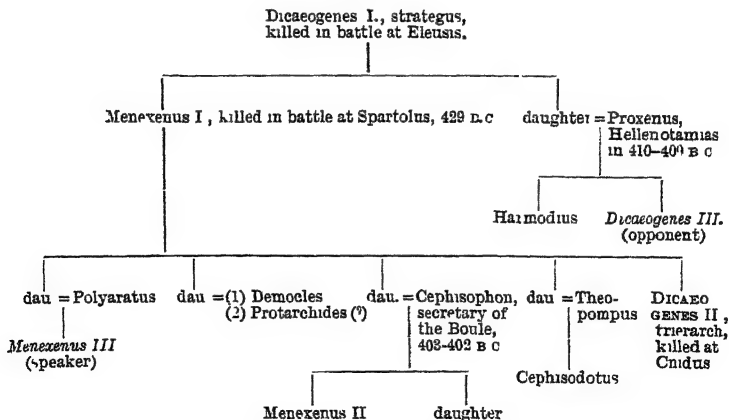 Dicaeogenes I., strategus,
killed in battle at Eleusis.
Menexenus I, killed in battle at Spartolus, 429 B.C
daughter = Proxenus,
Hellenotamias
in 410–409 B C
Harmodius
Dicaeogenes III.
(opponent)
dau = Polyaratus
dau = (1) Democles
(2) Protarchides (?)
dau. = Cephisophon,
secretary of
the Boule,
403-402 B C
dau = Theo-
pompus
DICAEO
GENES II,
trierarch,
killed at
Cnidus
Menexenus III
(speaker)
Cephisodotus
Menexenus II
daughter